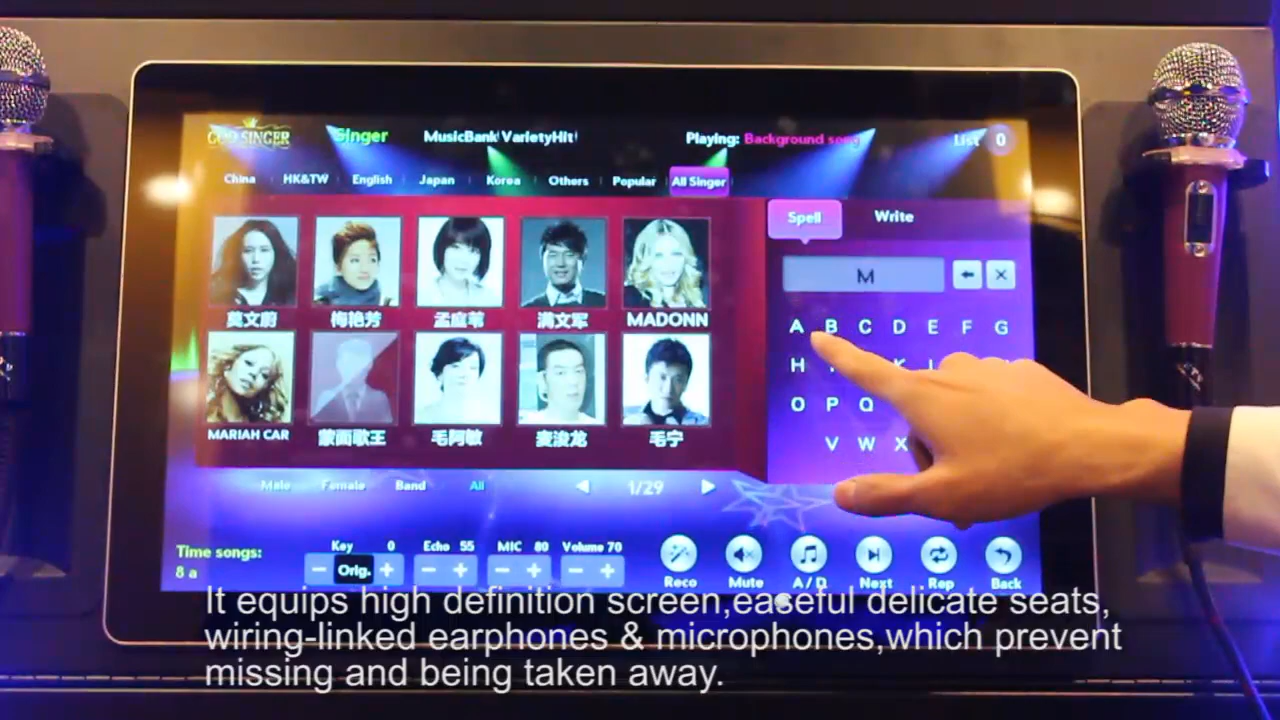 GOD SINGER
Singer
MusicBank
VarietyHit
Playing: Background song
List 0
China
HK&TW
English
Japan
Korea
Others
Popular
All Singer
Spell
Write
M
莫文蔚
梅艳芳
孟庭苇
满文军
MADONN
A B C D E F G
H
K
O P Q
V W X
MARIAH CAR
蒙面歌王
毛阿敏
麦浚龙
毛宁
Male
Female
Band
All
1/29
Time songs:
8 a
Key 0
Echo 55
MIC 80
Volume 70
− Orig. +
− +
− +
− +
Reco
Mute
A/D
Next
Rep
Back
It equips high definition screen,easeful delicate seats,
wiring-linked earphones & microphones,which prevent
missing and being taken away.